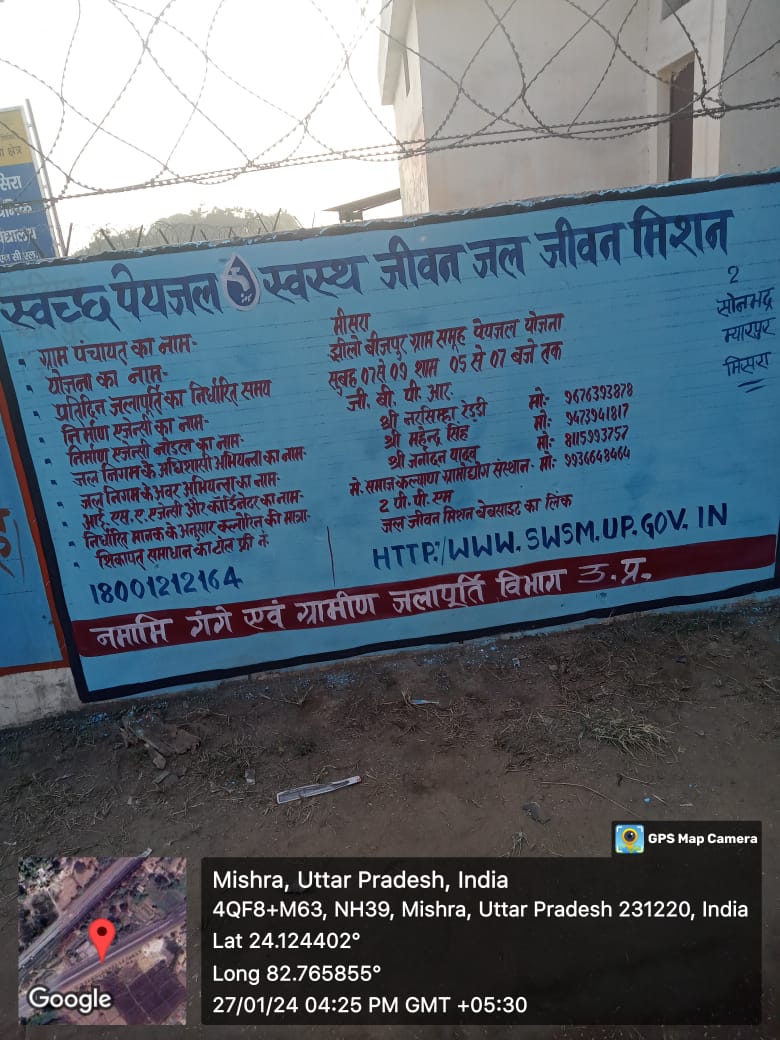 क्षेत्र
सिरा
द्यालय
स्वच्छ पेयजल स्वस्थ जीवन जल जीवन मिशन
2
सोनभद्र
म्यारपुर
मिसरा
ग्राम पंचायत का नाम- मीसरा
योजना का नाम- झीलो बीजपुर ग्राम समूह पेयजल योजना
प्रतिदिन जलापूर्ति का निर्धारित समय सुबह 07 से 09 शाम 05 से 07 बजे तक
निर्माण एजेन्सी का नाम- जी. वी. पी. आर.
निर्माण एजेन्सी नोडल का नाम- श्री नरसिम्हा रेड्डी मो:- 9676393878
जल निगम के अधिशासी अभियन्ता का नाम- श्री महेन्द्र सिंह मो:- 9473941817
जल निगम के अवर अभियन्ता का नाम- श्री जर्नादन यादव मो:- 8115993757
आई. एस. ए. एजेन्सी और कॉर्डिनेटर का नाम- मे. समाज कल्याण ग्रामोद्योग संस्थान- मो:- 9936648464
निर्धारित मानक के अनुसार क्लोरिन की मात्रा- 2 पी. पी. एम
शिकायत समाधान का टोल फ्री नं जल जीवन मिशन वेबसाइट का लिंक
18001212164 HTTP:/WWW.SWSM.UP.GOV.IN
नमामि गंगे एवं ग्रामीण जलापूर्ति विभाग उ.प्र.
GPS Map Camera
Mishra, Uttar Pradesh, India
4QF8+M63, NH39, Mishra, Uttar Pradesh 231220, India
Lat 24.124402°
Long 82.765855°
27/01/24 04:25 PM GMT +05:30
Google